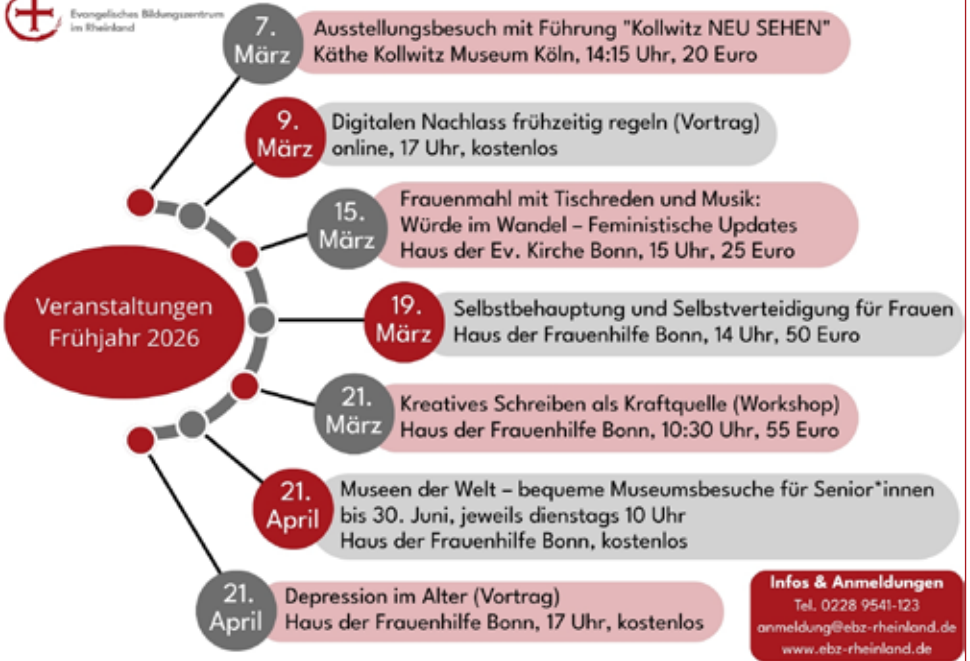 Evangelisches Bildungszentrum
im Rheinland
7.
März
Ausstellungsbesuch mit Führung "Kollwitz NEU SEHEN"
Käthe Kollwitz Museum Köln, 14:15 Uhr, 20 Euro
9.
März
Digitalen Nachlass frühzeitig regeln (Vortrag)
online, 17 Uhr, kostenlos
15.
März
Frauenmahl mit Tischreden und Musik:
Würde im Wandel – Feministische Updates
Haus der Ev. Kirche Bonn, 15 Uhr, 25 Euro
Veranstaltungen
Frühjahr 2026
19.
März
Selbstbehauptung und Selbstverteidigung für Frauen
Haus der Frauenhilfe Bonn, 14 Uhr, 50 Euro
21.
März
Kreatives Schreiben als Kraftquelle (Workshop)
Haus der Frauenhilfe Bonn, 10:30 Uhr, 55 Euro
21.
April
Museen der Welt – bequeme Museumsbesuche für Senior*innen
bis 30. Juni, jeweils dienstags 10 Uhr
Haus der Frauenhilfe Bonn, kostenlos
21.
April
Depression im Alter (Vortrag)
Haus der Frauenhilfe Bonn, 17 Uhr, kostenlos
Infos & Anmeldungen
Tel. 0228 9541-123
anmeldung@ebz-rheinland.de
www.ebz-rheinland.de